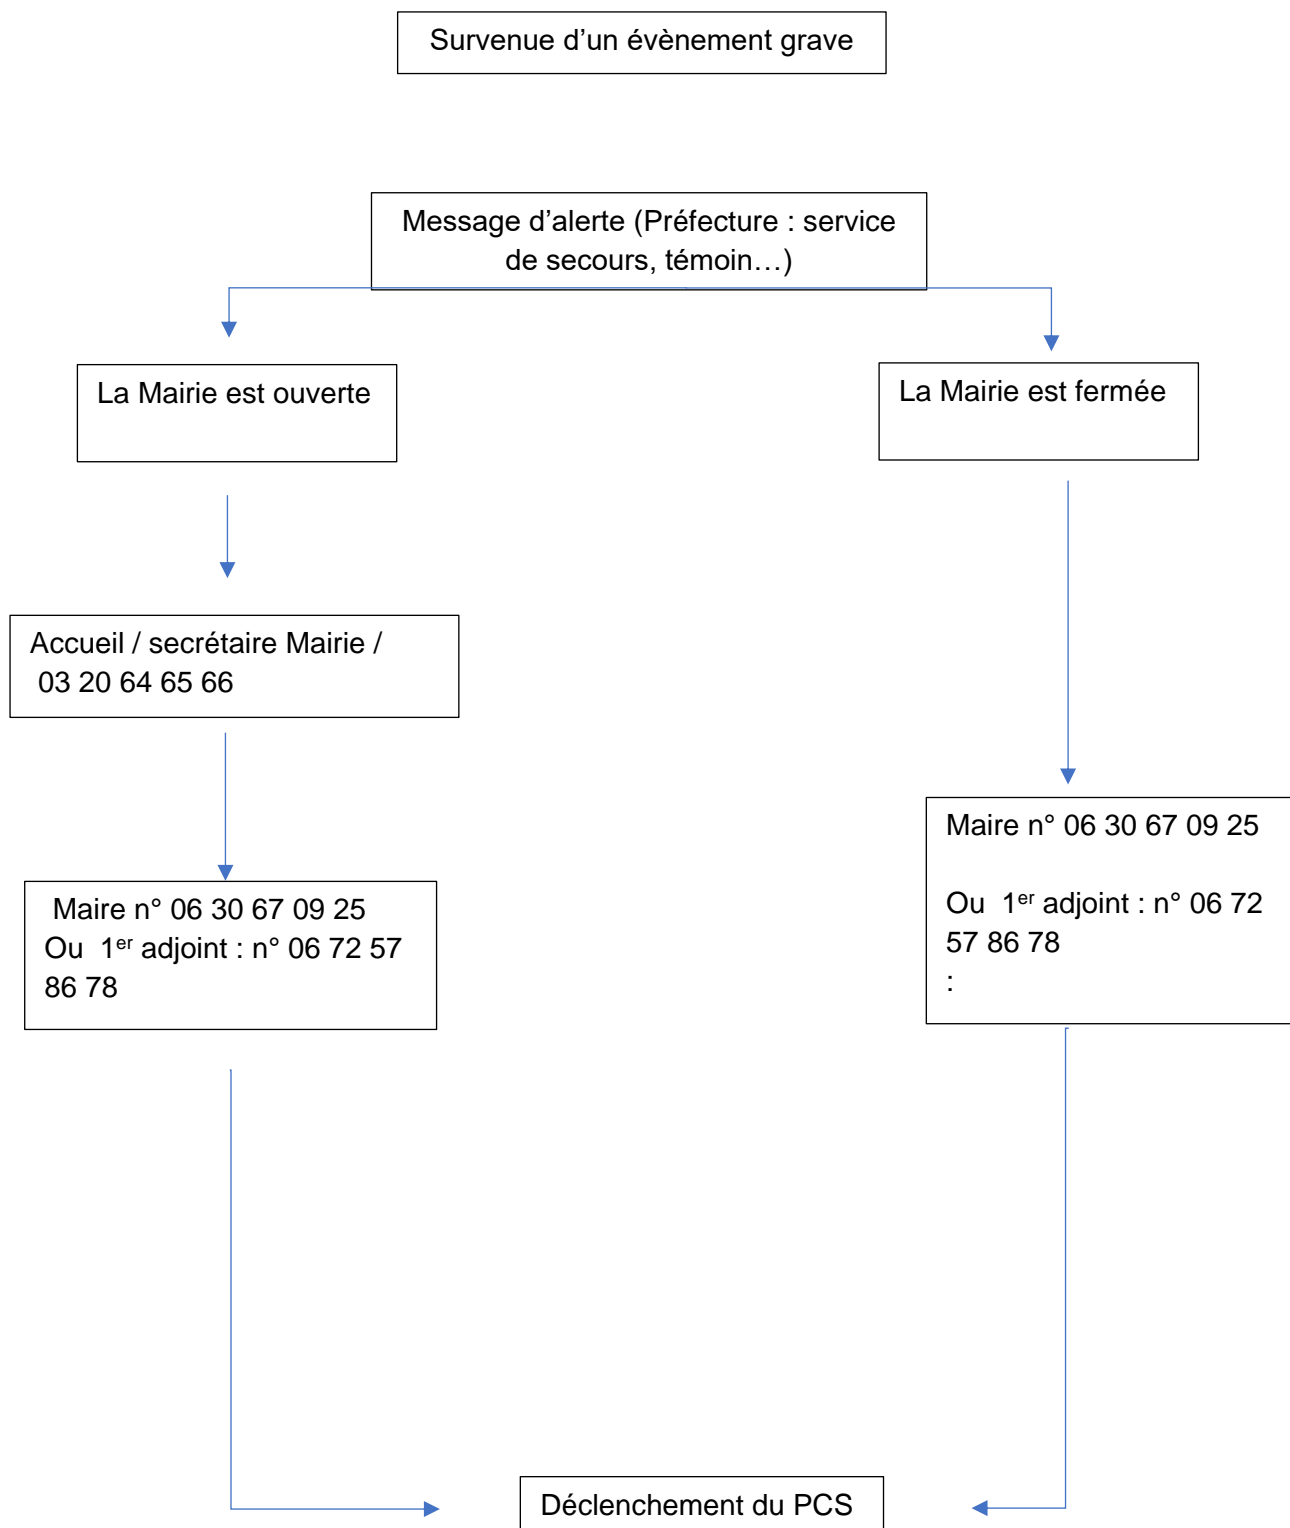 Survenue d’un évènement grave
Message d’alerte (Préfecture : service
de secours, témoin…)
La Mairie est ouverte
La Mairie est fermée
Accueil / secrétaire Mairie /
03 20 64 65 66
Maire n° 06 30 67 09 25
Ou 1er adjoint : n° 06 72 57
86 78
Maire n° 06 30 67 09 25
Ou 1er adjoint : n° 06 72
57 86 78
:
Déclenchement du PCS